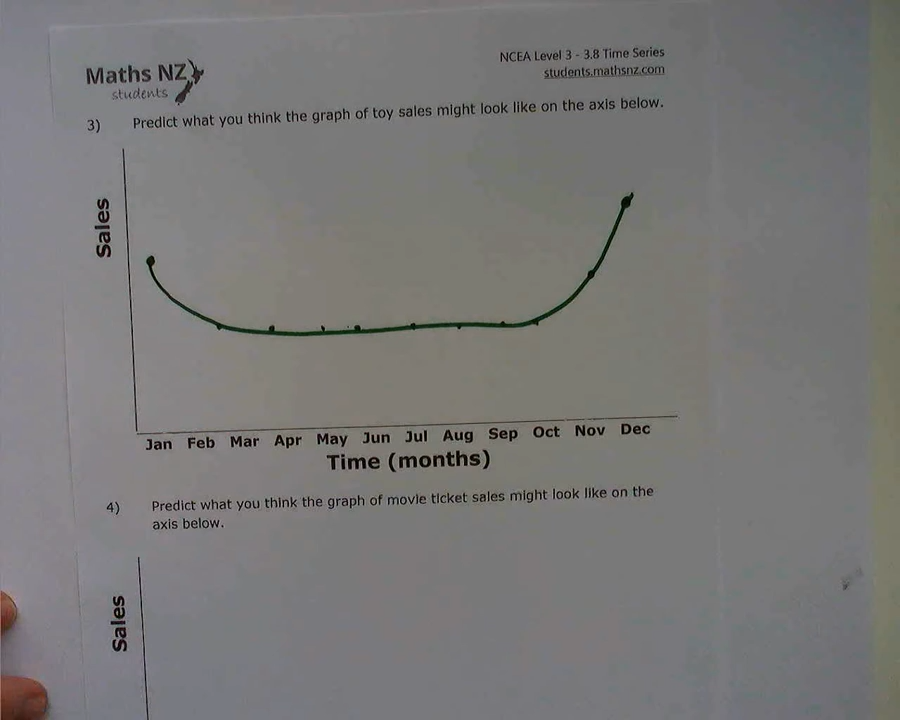 Maths NZ
students
NCEA Level 3 - 3.8 Time Series
students.mathsnz.com
3) Predict what you think the graph of toy sales might look like on the axis below.
Sales
Jan Feb Mar Apr May Jun Jul Aug Sep Oct Nov Dec
Time (months)
4) Predict what you think the graph of movie ticket sales might look like on the
axis below.
Sales